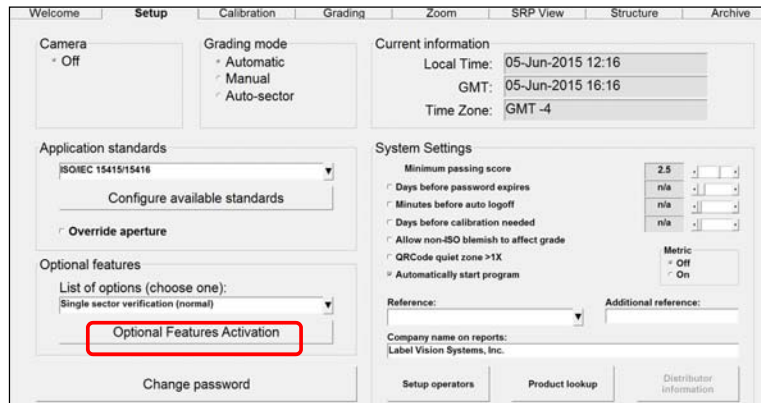 Welcome Setup Calibration Grading Zoom SRP View Structure Archive
Camera
Off
Grading mode
Automatic
Manual
Auto-sector
Current information
Local Time: 05-Jun-2015 12:16
GMT: 05-Jun-2015 16:16
Time Zone: GMT -4
Application standards
ISO/IEC 15415/15416
Configure available standards
Override aperture
Optional features
List of options (choose one):
Single sector verification (normal)
Optional Features Activation
Change password
System Settings
Minimum passing score 2.5
Days before password expires n/a
Minutes before auto logoff n/a
Days before calibration needed n/a
Allow non-ISO blemish to affect grade
QRCode quiet zone >1X
Automatically start program
Metric
Off
On
Reference: Additional reference:
Company name on reports:
Label Vision Systems, Inc.
Setup operators Product lookup Distributor
information